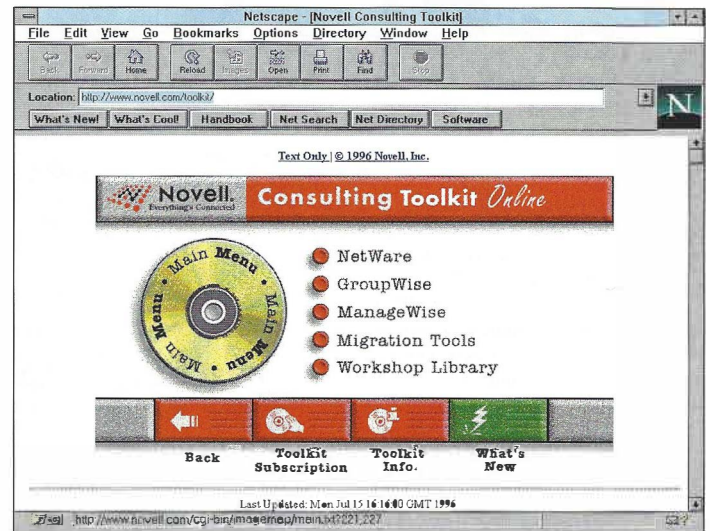 Netscape - [Novell Consulting Toolkit]
File Edit View Go Bookmarks Options Directory Window Help
Back Forward Home Reload Images Open Print Find Stop
Location: http://www.novell.com/toolkit/
N
What's New! What's Cool! Handbook Net Search Net Directory Software
Text Only | © 1996 Novell, Inc.
Novell. Consulting Toolkit Online
Everything's Connected
Main Menu • Main Menu • Main Menu •
NetWare
GroupWise
ManageWise
Migration Tools
Workshop Library
Back
Toolkit Subscription
Toolkit Info.
What's New
Last Updated: Mon Jul 15 16:16:00 GMT 1996
http://www.novell.com/cgi-bin/imagemap/main.txt?221,227